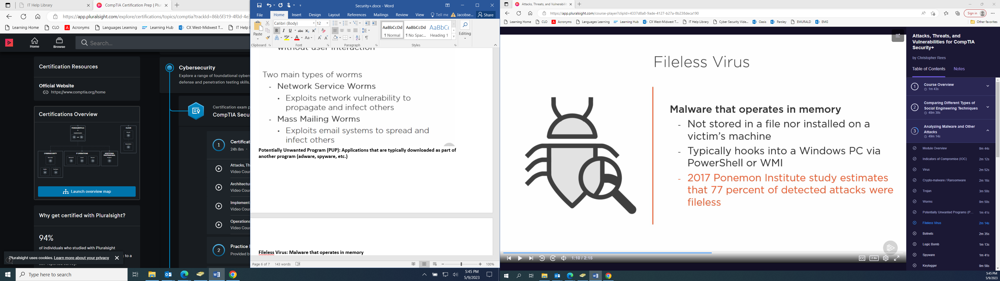 IT Help Library
CompTIA Certification Prep | Plur
https://app.pluralsight.com/explore/certifications/topics/comptia?trackId=86b5f319-4f0d-4e3
Learning Home
CLO
Acronyms
Languages Learning
Learning Hub
CX West-Midwest T...
IT Help l
Home
Browse
Search...
Certification Resources
Official Website
https://www.comptia.org/home
Certifications Overview
FUNDAMENTALS
CLOUD
CYBERSECURITY
IT OPERATIONS
ADDITIONAL PROFESSIONAL
Launch overview map
Why get certified with Pluralsight?
94%
of individuals who studied with Pluralsight
to a
Pluralsight uses cookies. Learn more about your privacy
Cybersecurity
Explore a range of foundational cybers
defense and penetration testing skills.
Certification exam p
CompTIA Secu
1
Certificat
24h 8m ·
Attacks, Th
Video Cour
Architectur
Video Cour
Implement
Video Cour
Operations
Video Cour
2
Practice
Provided b
Security+.docx - Word
File
Home
Insert
Design
Layout
References
Mailings
Review
View
Tell me
Jacobse...
Share
Paste
Clipboard
Calibri (Body)
12
Font
Paragraph
AaBbCcDd
¶ Normal
AaBbCcDd
¶ No Spac...
AaBbC
Heading 1
Styles
Editing
without user interaction
Two main types of worms
- Network Service Worms
• Exploits network vulnerability to
propagate and infect others
- Mass Mailing Worms
• Exploits email systems to spread and
infect others
Potentially Unwanted Program (PUP): Applications that are typically downloaded as part of
another program (adware, spyware, etc.)
Fileless Virus: Malware that operates in memory
Page 6 of 7
143 words
100%
Type here to search
5:45 PM
5/9/2023
Attacks, Threats, and Vulnerabilit
https://app.pluralsight.com/course-player?clipId=4337d8a8-9ade-4127-b27a-8b238deca190
Sign in
Learning Home
CLO
Acronyms
Languages Learning
Learning Hub
CX West-Midwest T...
IT Help Library
Cyber Security Vide...
Oasis
Parsley
EMURALD
EMG
Other favorites
Fileless Virus
Malware that operates in memory
- Not stored in a file nor installed on a
victim's machine
- Typically hooks into a Windows PC via
PowerShell or WMI
- 2017 Ponemon Institute study estimates
that 77 percent of detected attacks were
fileless
1:10 / 2:15
CC
2.0x
Attacks, Threats, and
Vulnerabilities for CompTIA
Security+
by Christopher Rees
Table of Contents
Notes
1
Course Overview
1m 43s
2
Comparing Different Types of
Social Engineering Techniques
48m 30s
3
Analyzing Malware and Other
Attacks
49m 14s
Module Overview 0m 44s
Indicators of Compromise (IOC) 2m 12s
Virus 2m 52s
Crypto-malware / Ransomware 2m 16s
Trojan 3m 50s
Worms 0m 50s
Potentially Unwanted Programs (P... 1m 41s
Fileless Virus 2m 14s
Botnets 2m 35s
Logic Bomb 1m 13s
Spyware 1m 41s
Keylogger 0m 58s
5:45 PM
5/9/2023